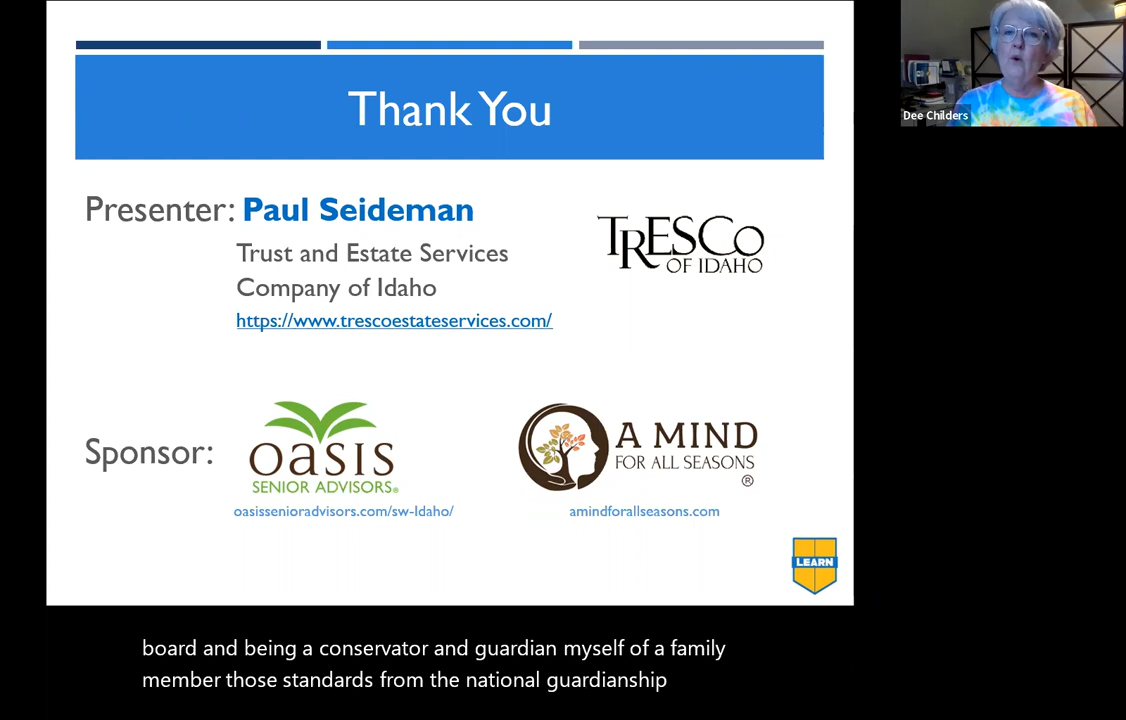 Thank You
Dee Childers
Presenter: Paul Seideman
Trust and Estate Services
Company of Idaho
https://www.trescoestateservices.com/
TRESCO
OF IDAHO
Sponsor:
oasis
SENIOR ADVISORS®
oasissenioradvisors.com/sw-Idaho/
A MIND
FOR ALL SEASONS
®
amindforallseasons.com
LEARN
board and being a conservator and guardian myself of a family
member those standards from the national guardianship